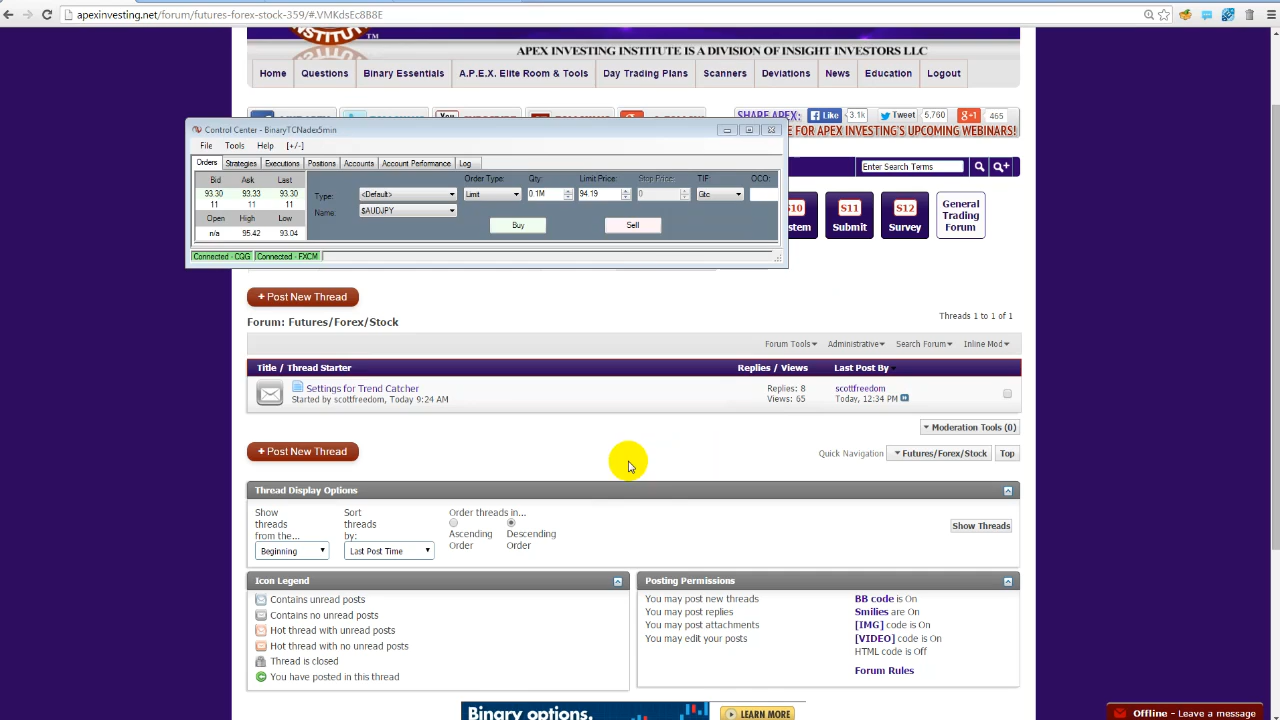 apexinvesting.net/forum/futures-forex-stock-359/#.VMKdsEc8B8E
INSTITUTE
TM
APEX INVESTING INSTITUTE IS A DIVISION OF INSIGHT INVESTORS LLC
Home Questions Binary Essentials A.P.E.X. Elite Room & Tools Day Trading Plans Scanners Deviations News Education Logout
SHARE APEX: Like 3.1k Tweet 5,760 +1 465
E FOR APEX INVESTING'S UPCOMING WEBINARS!
Control Center - BinaryTCNadex5min
File Tools Help [+/-]
Orders Strategies Executions Positions Accounts Account Performance Log
Enter Search Terms
Bid Ask Last
93.30 93.33 93.30
11 11 11
Open High Low
n/a 95.42 93.04
Order Type: Qty: Limit Price: Stop Price: TIF: OCO:
Type: <Default> Limit 0.1M 94.19 0 Gtc
Name: $AUDJPY
Buy Sell
Connected - CQG Connected - FXCM
S10 S11 S12 General
stem Submit Survey Trading
Forum
+ Post New Thread
Threads 1 to 1 of 1
Forum: Futures/Forex/Stock
Forum Tools Administrative Search Forum Inline Mod
Title / Thread Starter Replies / Views Last Post By
Settings for Trend Catcher Replies: 8 scottfreedom
Started by scottfreedom, Today 9:24 AM Views: 65 Today, 12:34 PM
Moderation Tools (0)
+ Post New Thread
Quick Navigation Futures/Forex/Stock Top
Thread Display Options
Show threads from the... Sort threads by: Order threads in...
Ascending Order Descending Order
Show Threads
Beginning Last Post Time
Icon Legend
Contains unread posts
Contains no unread posts
Hot thread with unread posts
Hot thread with no unread posts
Thread is closed
You have posted in this thread
Posting Permissions
You may post new threads
You may post replies
You may post attachments
You may edit your posts
BB code is On
Smilies are On
[IMG] code is On
[VIDEO] code is On
HTML code is Off
Forum Rules
Binary options.
LEARN MORE
Offline - Leave a message